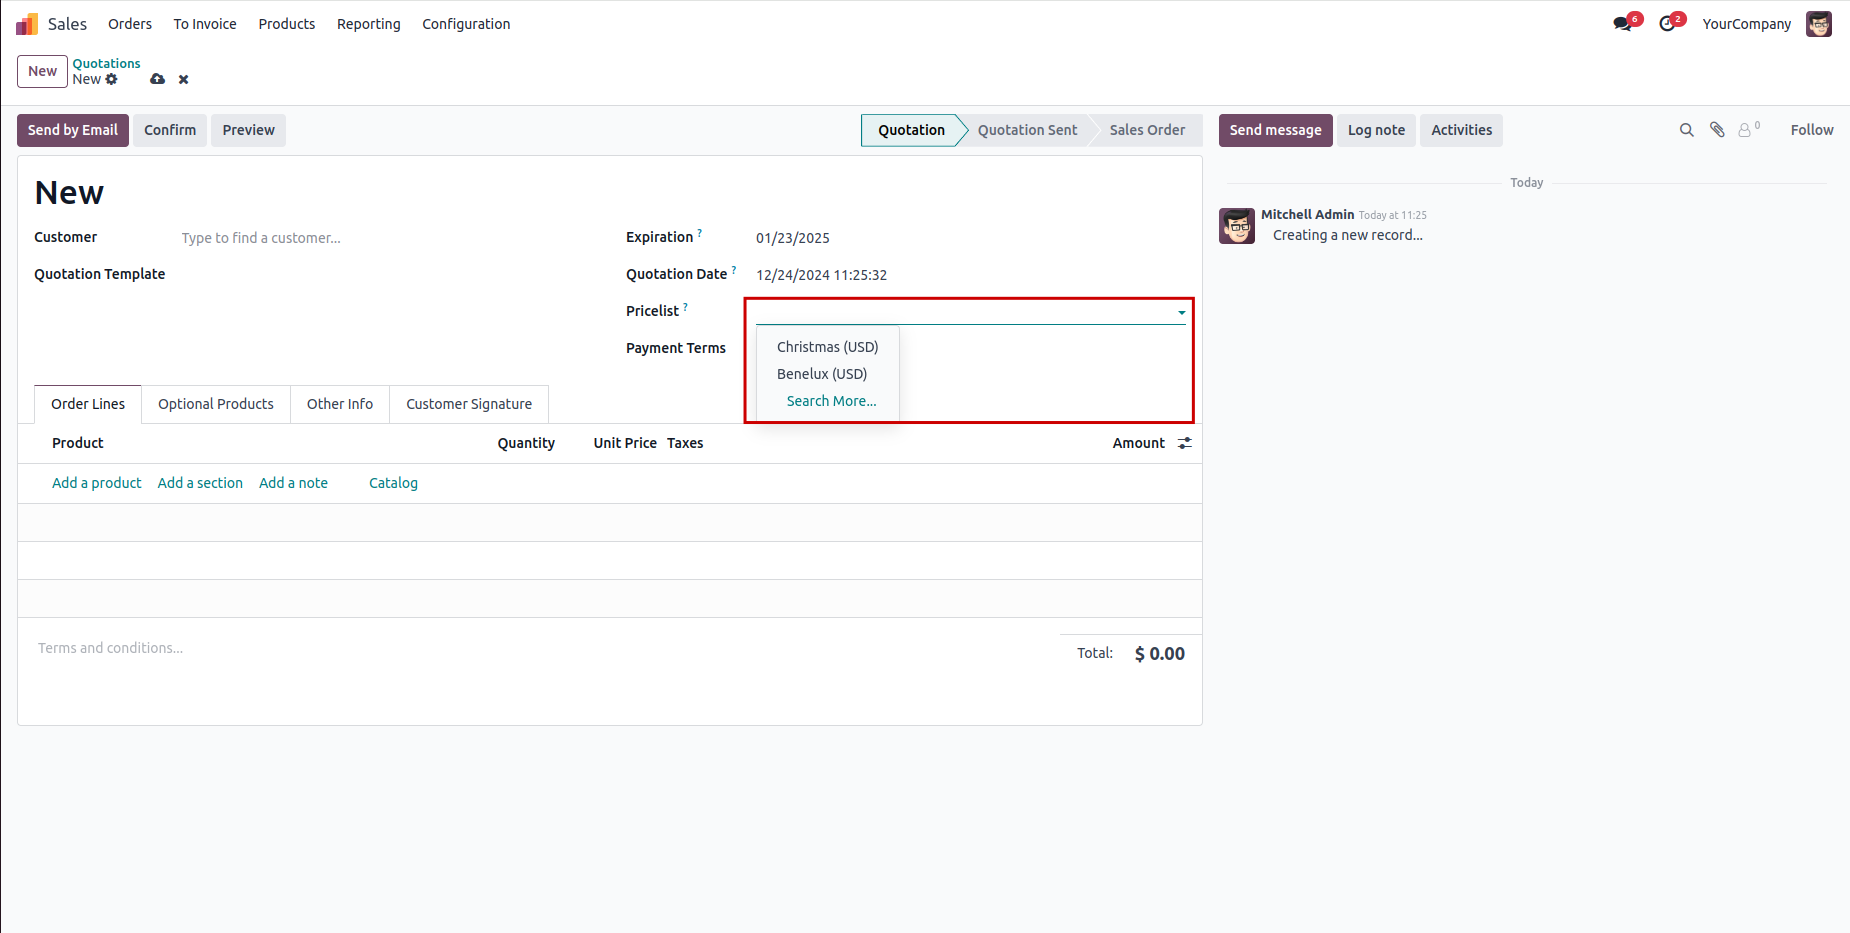 Sales Orders To Invoice Products Reporting Configuration 6 2 YourCompany
New Quotations
New
Send by Email Confirm Preview Quotation Quotation Sent Sales Order Send message Log note Activities 0 Follow
New
Today
Mitchell Admin Today at 11:25
Creating a new record...
Customer Type to find a customer... Expiration ? 01/23/2025
Quotation Template Quotation Date ? 12/24/2024 11:25:32
Pricelist ?
Payment Terms
Christmas (USD)
Benelux (USD)
Search More...
Order Lines Optional Products Other Info Customer Signature
Product Quantity Unit Price Taxes Amount
Add a product Add a section Add a note Catalog
Terms and conditions...
Total: $ 0.00